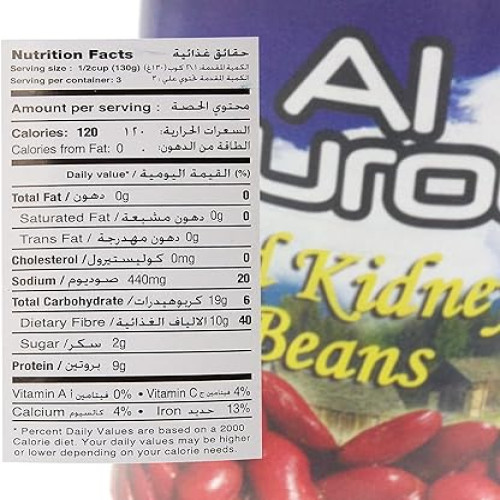 Nutrition Facts حقائق غذائية
Serving size : 1/2cup (130g) الكمية المقدمة ٢\١ كوب (١٣٠غ)
Serving per container: 3 الكمية المقدمة تحتوي علي ٣
Amount per serving : محتوي الحصة
Calories: 120 ١٢٠ السعرات الحرارية:
Calories from Fat: 0 ٠ الطاقة من الدهون:
Daily value* / القيمة اليومية (%)
Total Fat / دهون 0g 0
Saturated Fat / دهون مشبعة 0g 0
Trans Fat / دهون مهدرجة 0g
Cholesterol / كوليستيرول 0mg 0
Sodium / صوديوم 440mg 20
Total Carbohydrate / كربوهيدرات 19g 6
Dietary Fibre / الالياف الغذائية 10g 40
Sugar / سكر 2g
Protein / بروتين 9g
Vitamin A فيتامين ا 0% • Vitamin C فيتامين ج 4%
Calcium كالسيوم 4% • Iron حديد 13%
* Percent Daily Values are based on a 2000
Calorie diet. Your daily values may be higher
or lower depending on your calorie needs.
Al
Kidney
Beans